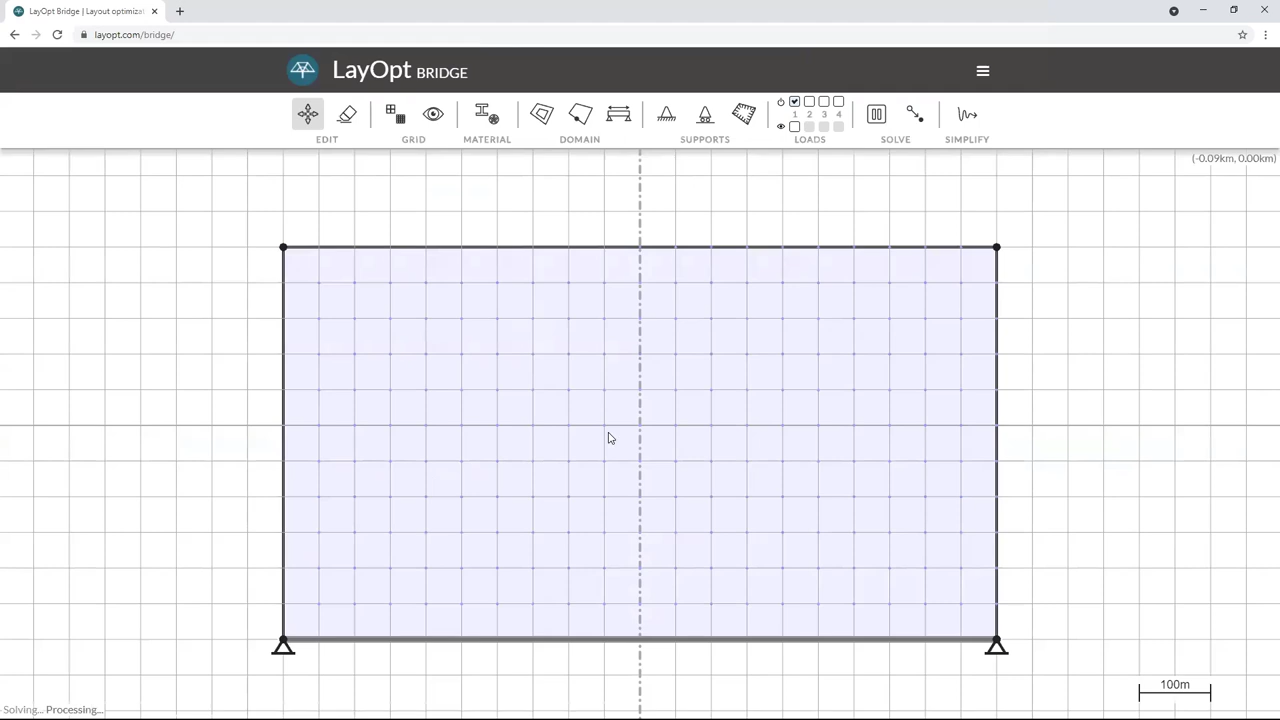 LayOpt Bridge | Layout optimiza
layopt.com/bridge/
LayOpt BRIDGE
1 2 3 4
EDIT GRID MATERIAL DOMAIN SUPPORTS LOADS SOLVE SIMPLIFY
(-0.09km, 0.00km)
100m
Solving... Processing...